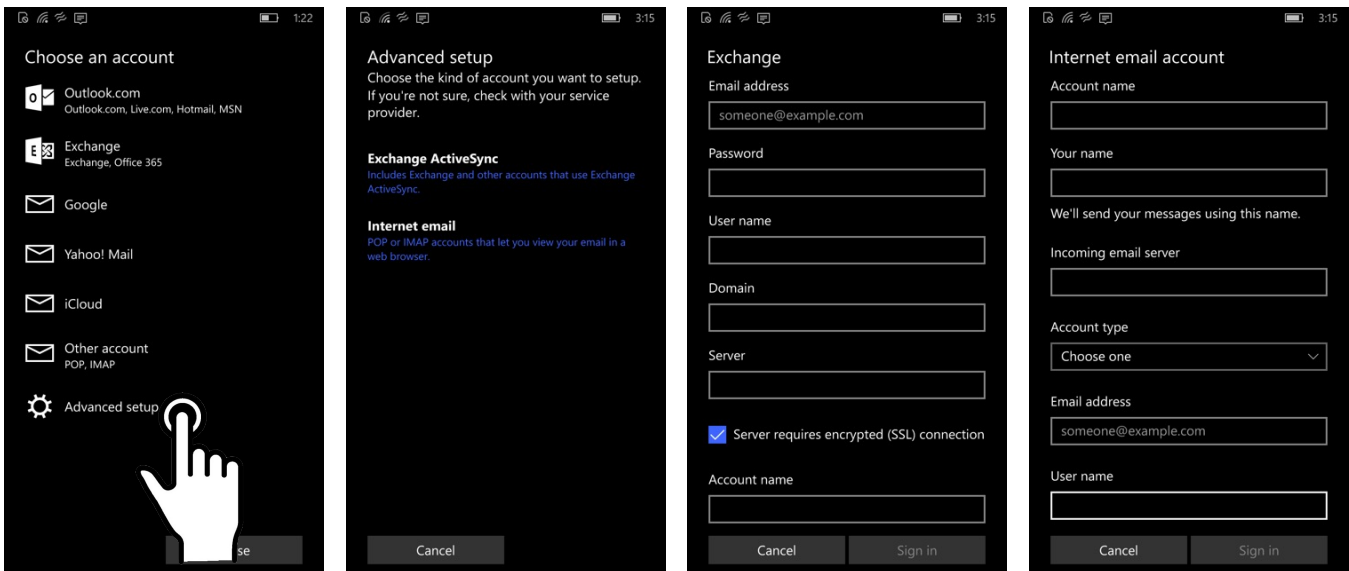 1:22
Choose an account
Outlook.com
Outlook.com, Live.com, Hotmail, MSN
Exchange
Exchange, Office 365
Google
Yahoo! Mail
iCloud
Other account
POP, IMAP
Advanced setup
se
3:15
Advanced setup
Choose the kind of account you want to setup.
If you're not sure, check with your service
provider.
Exchange ActiveSync
Includes Exchange and other accounts that use Exchange
ActiveSync.
Internet email
POP or IMAP accounts that let you view your email in a
web browser.
Cancel
3:15
Exchange
Email address
someone@example.com
Password
User name
Domain
Server
Server requires encrypted (SSL) connection
Account name
Cancel
Sign in
3:15
Internet email account
Account name
Your name
We'll send your messages using this name.
Incoming email server
Account type
Choose one
Email address
someone@example.com
User name
Cancel
Sign in